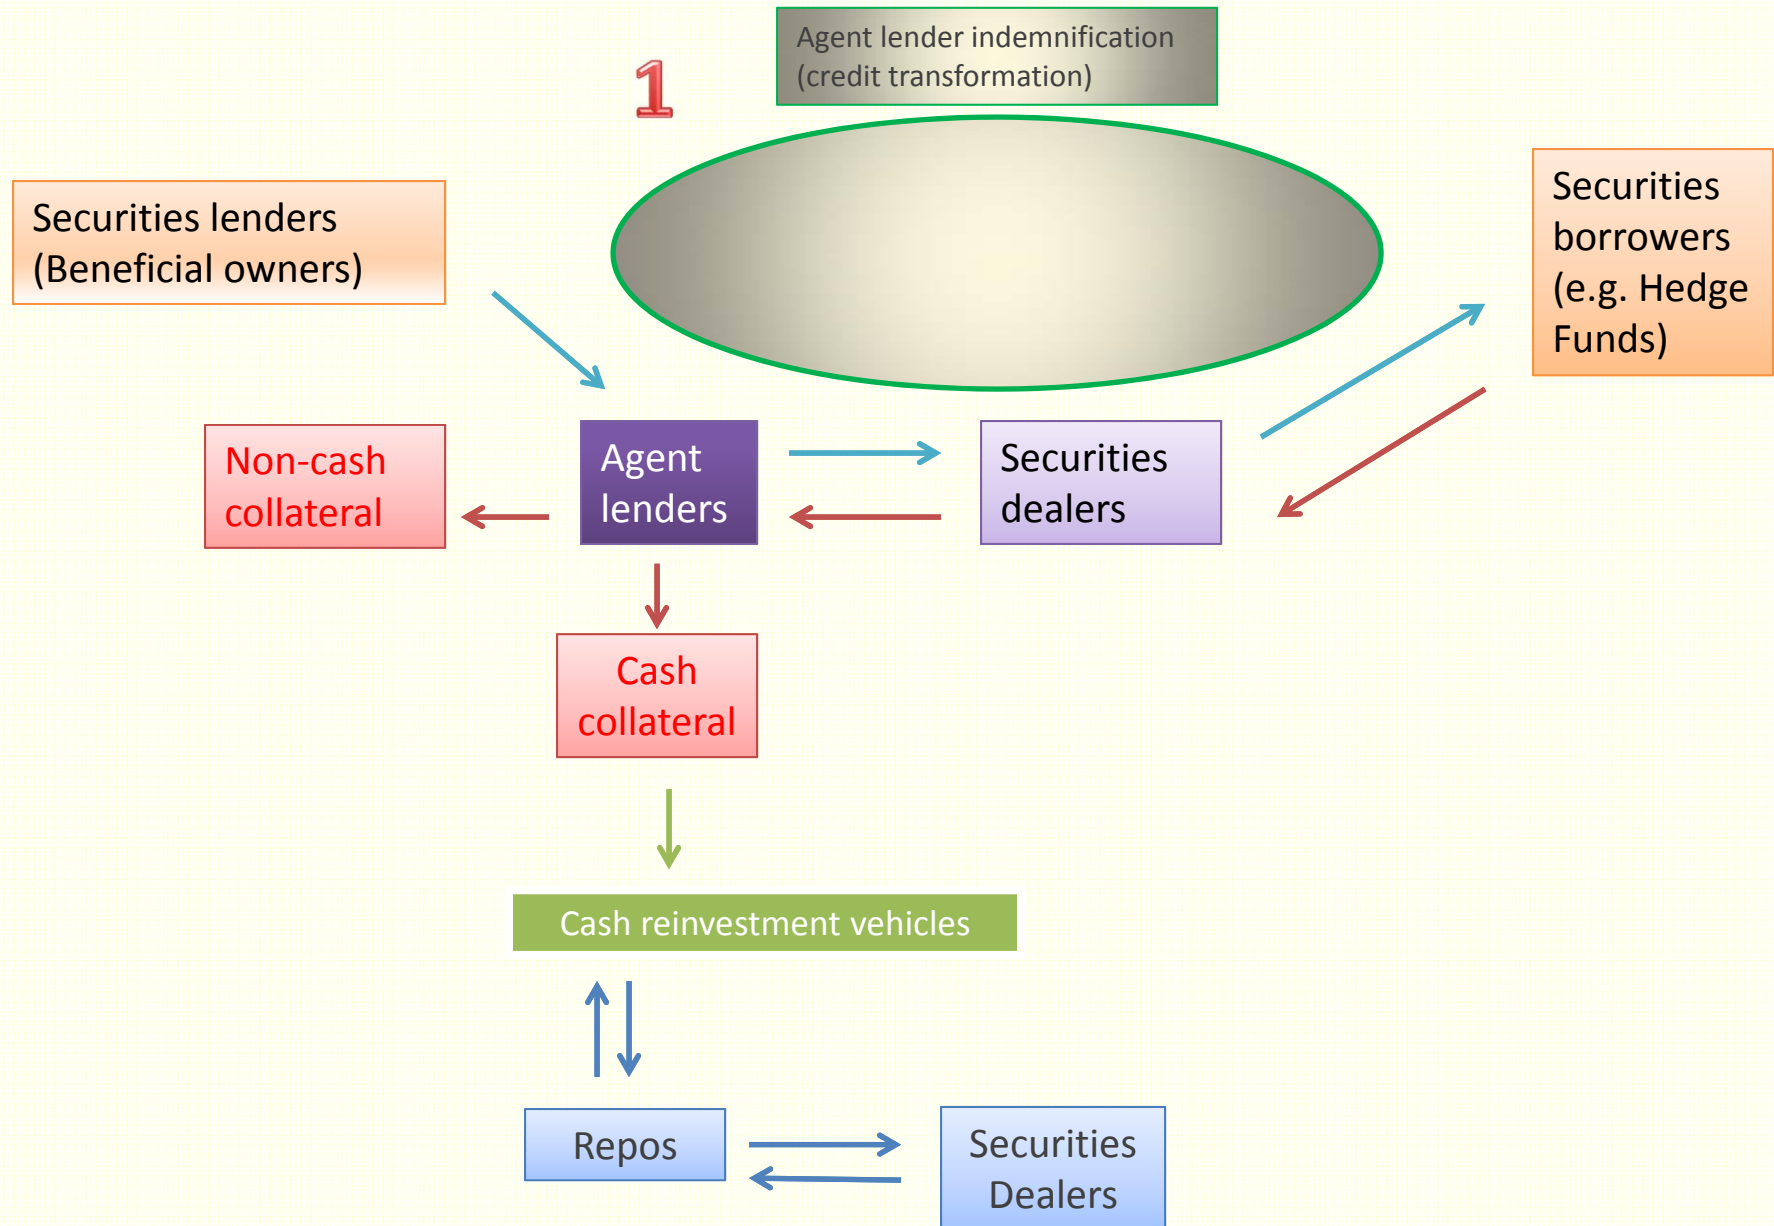 Agent lender indemnification
(credit transformation)
1
Securities lenders
(Beneficial owners)
Securities
borrowers
(e.g. Hedge
Funds)
Non-cash
collateral
Agent
lenders
Securities
dealers
Cash
collateral
Cash reinvestment vehicles
Repos
Securities
Dealers